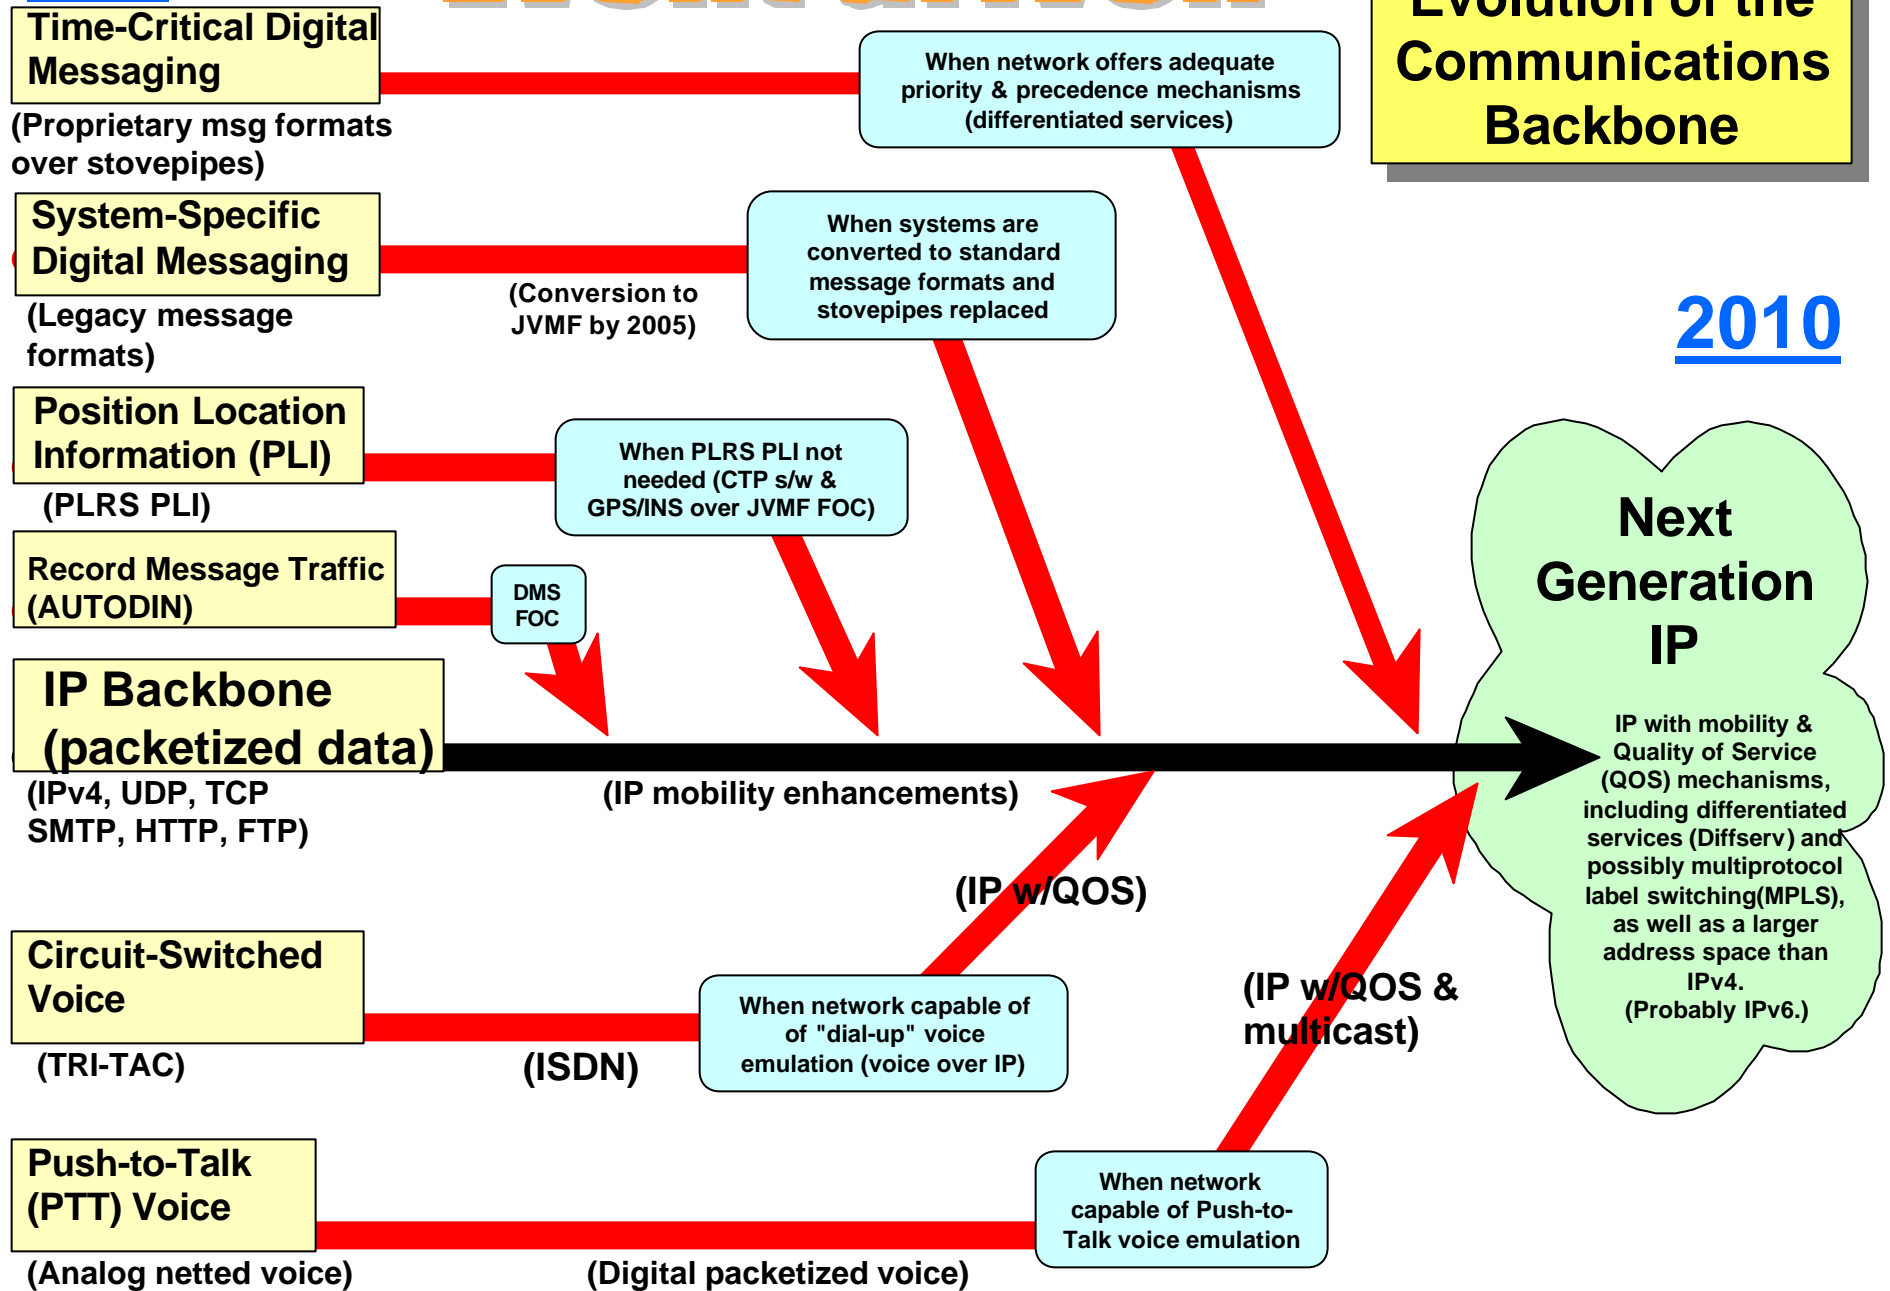 Evolution of the
Communications
Backbone
Time-Critical Digital
Messaging
(Proprietary msg formats
over stovepipes)
When network offers adequate
priority & precedence mechanisms
(differentiated services)
System-Specific
Digital Messaging
(Legacy message
formats)
(Conversion to
JVMF by 2005)
When systems are
converted to standard
message formats and
stovepipes replaced
2010
Position Location
Information (PLI)
(PLRS PLI)
When PLRS PLI not
needed (CTP s/w &
GPS/INS over JVMF FOC)
Record Message Traffic
(AUTODIN)
DMS
FOC
IP Backbone
(packetized data)
(IPv4, UDP, TCP
SMTP, HTTP, FTP)
(IP mobility enhancements)
Next
Generation
IP
IP with mobility &
Quality of Service
(QOS) mechanisms,
including differentiated
services (Diffserv) and
possibly multiprotocol
label switching(MPLS),
as well as a larger
address space than
IPv4.
(Probably IPv6.)
(IP w/QOS)
Circuit-Switched
Voice
(TRI-TAC)
(ISDN)
When network capable of
of "dial-up" voice
emulation (voice over IP)
(IP w/QOS &
multicast)
Push-to-Talk
(PTT) Voice
(Analog netted voice)
(Digital packetized voice)
When network
capable of Push-to-
Talk voice emulation